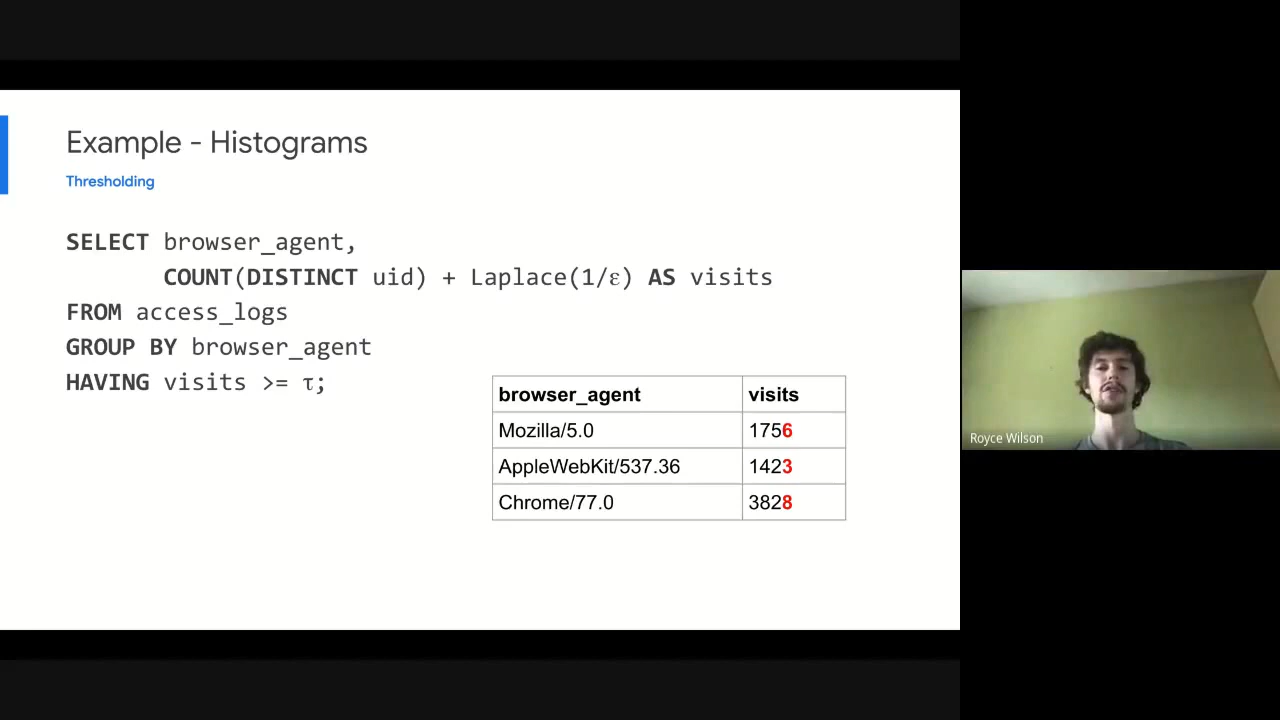 Example - Histograms
Thresholding
SELECT browser_agent,
COUNT(DISTINCT uid) + Laplace(1/ε) AS visits
FROM access_logs
GROUP BY browser_agent
HAVING visits >= τ;
browser_agent visits
Mozilla/5.0 1756
AppleWebKit/537.36 1423
Chrome/77.0 3828
Royce Wilson